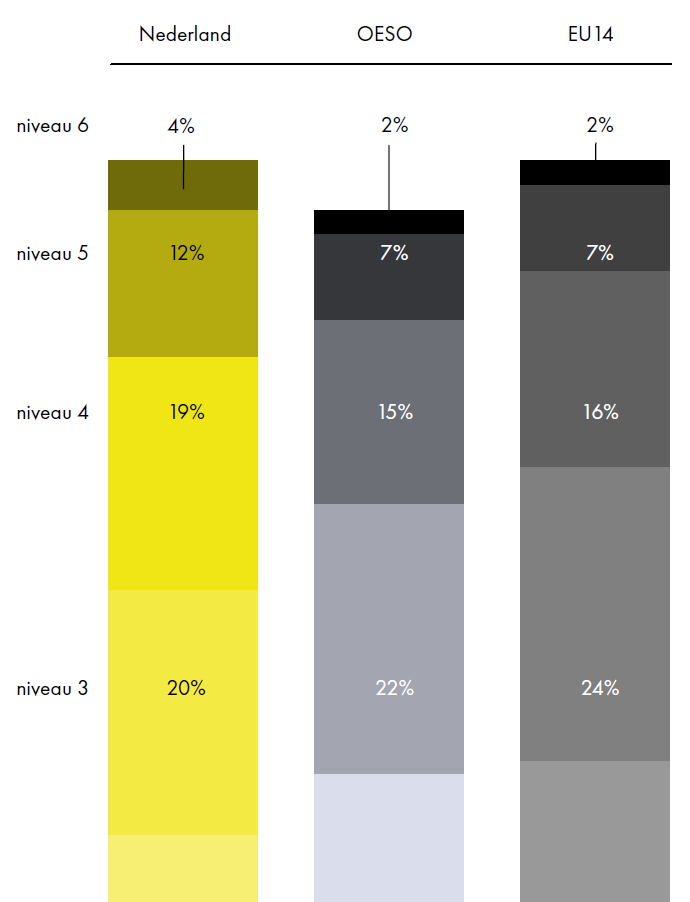 Nederland OESO EU14
niveau 6 4% 2% 2%
niveau 5 12% 7% 7%
niveau 4 19% 15% 16%
niveau 3 20% 22% 24%